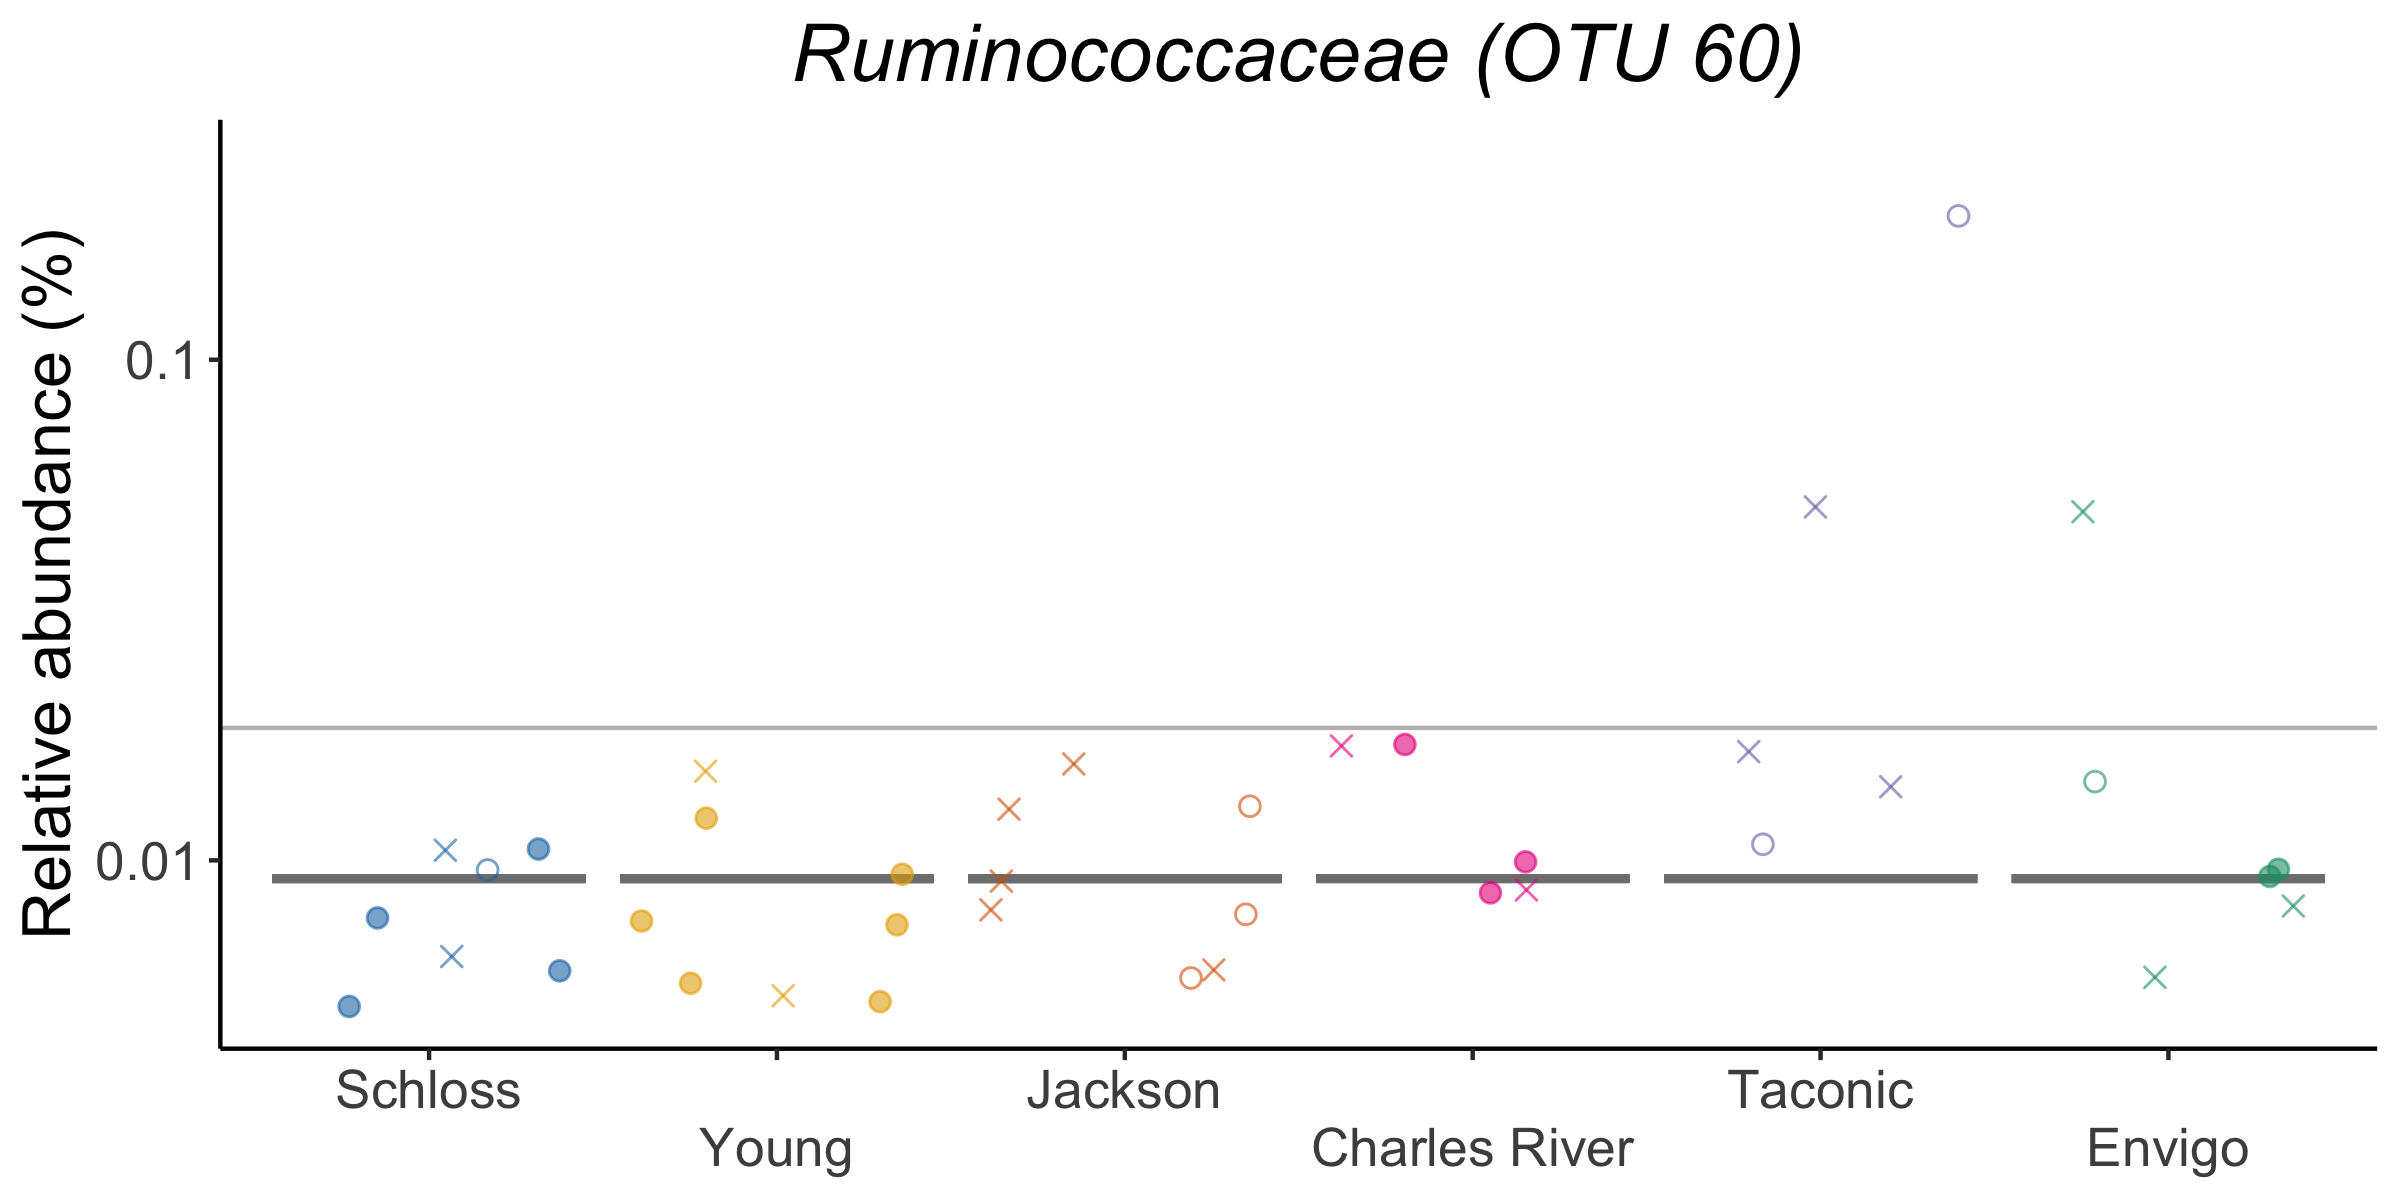 Ruminococcaceae (OTU 60)
Relative abundance (%)
0.1
0.01
Schloss
Young
Jackson
Charles River
Taconic
Envigo